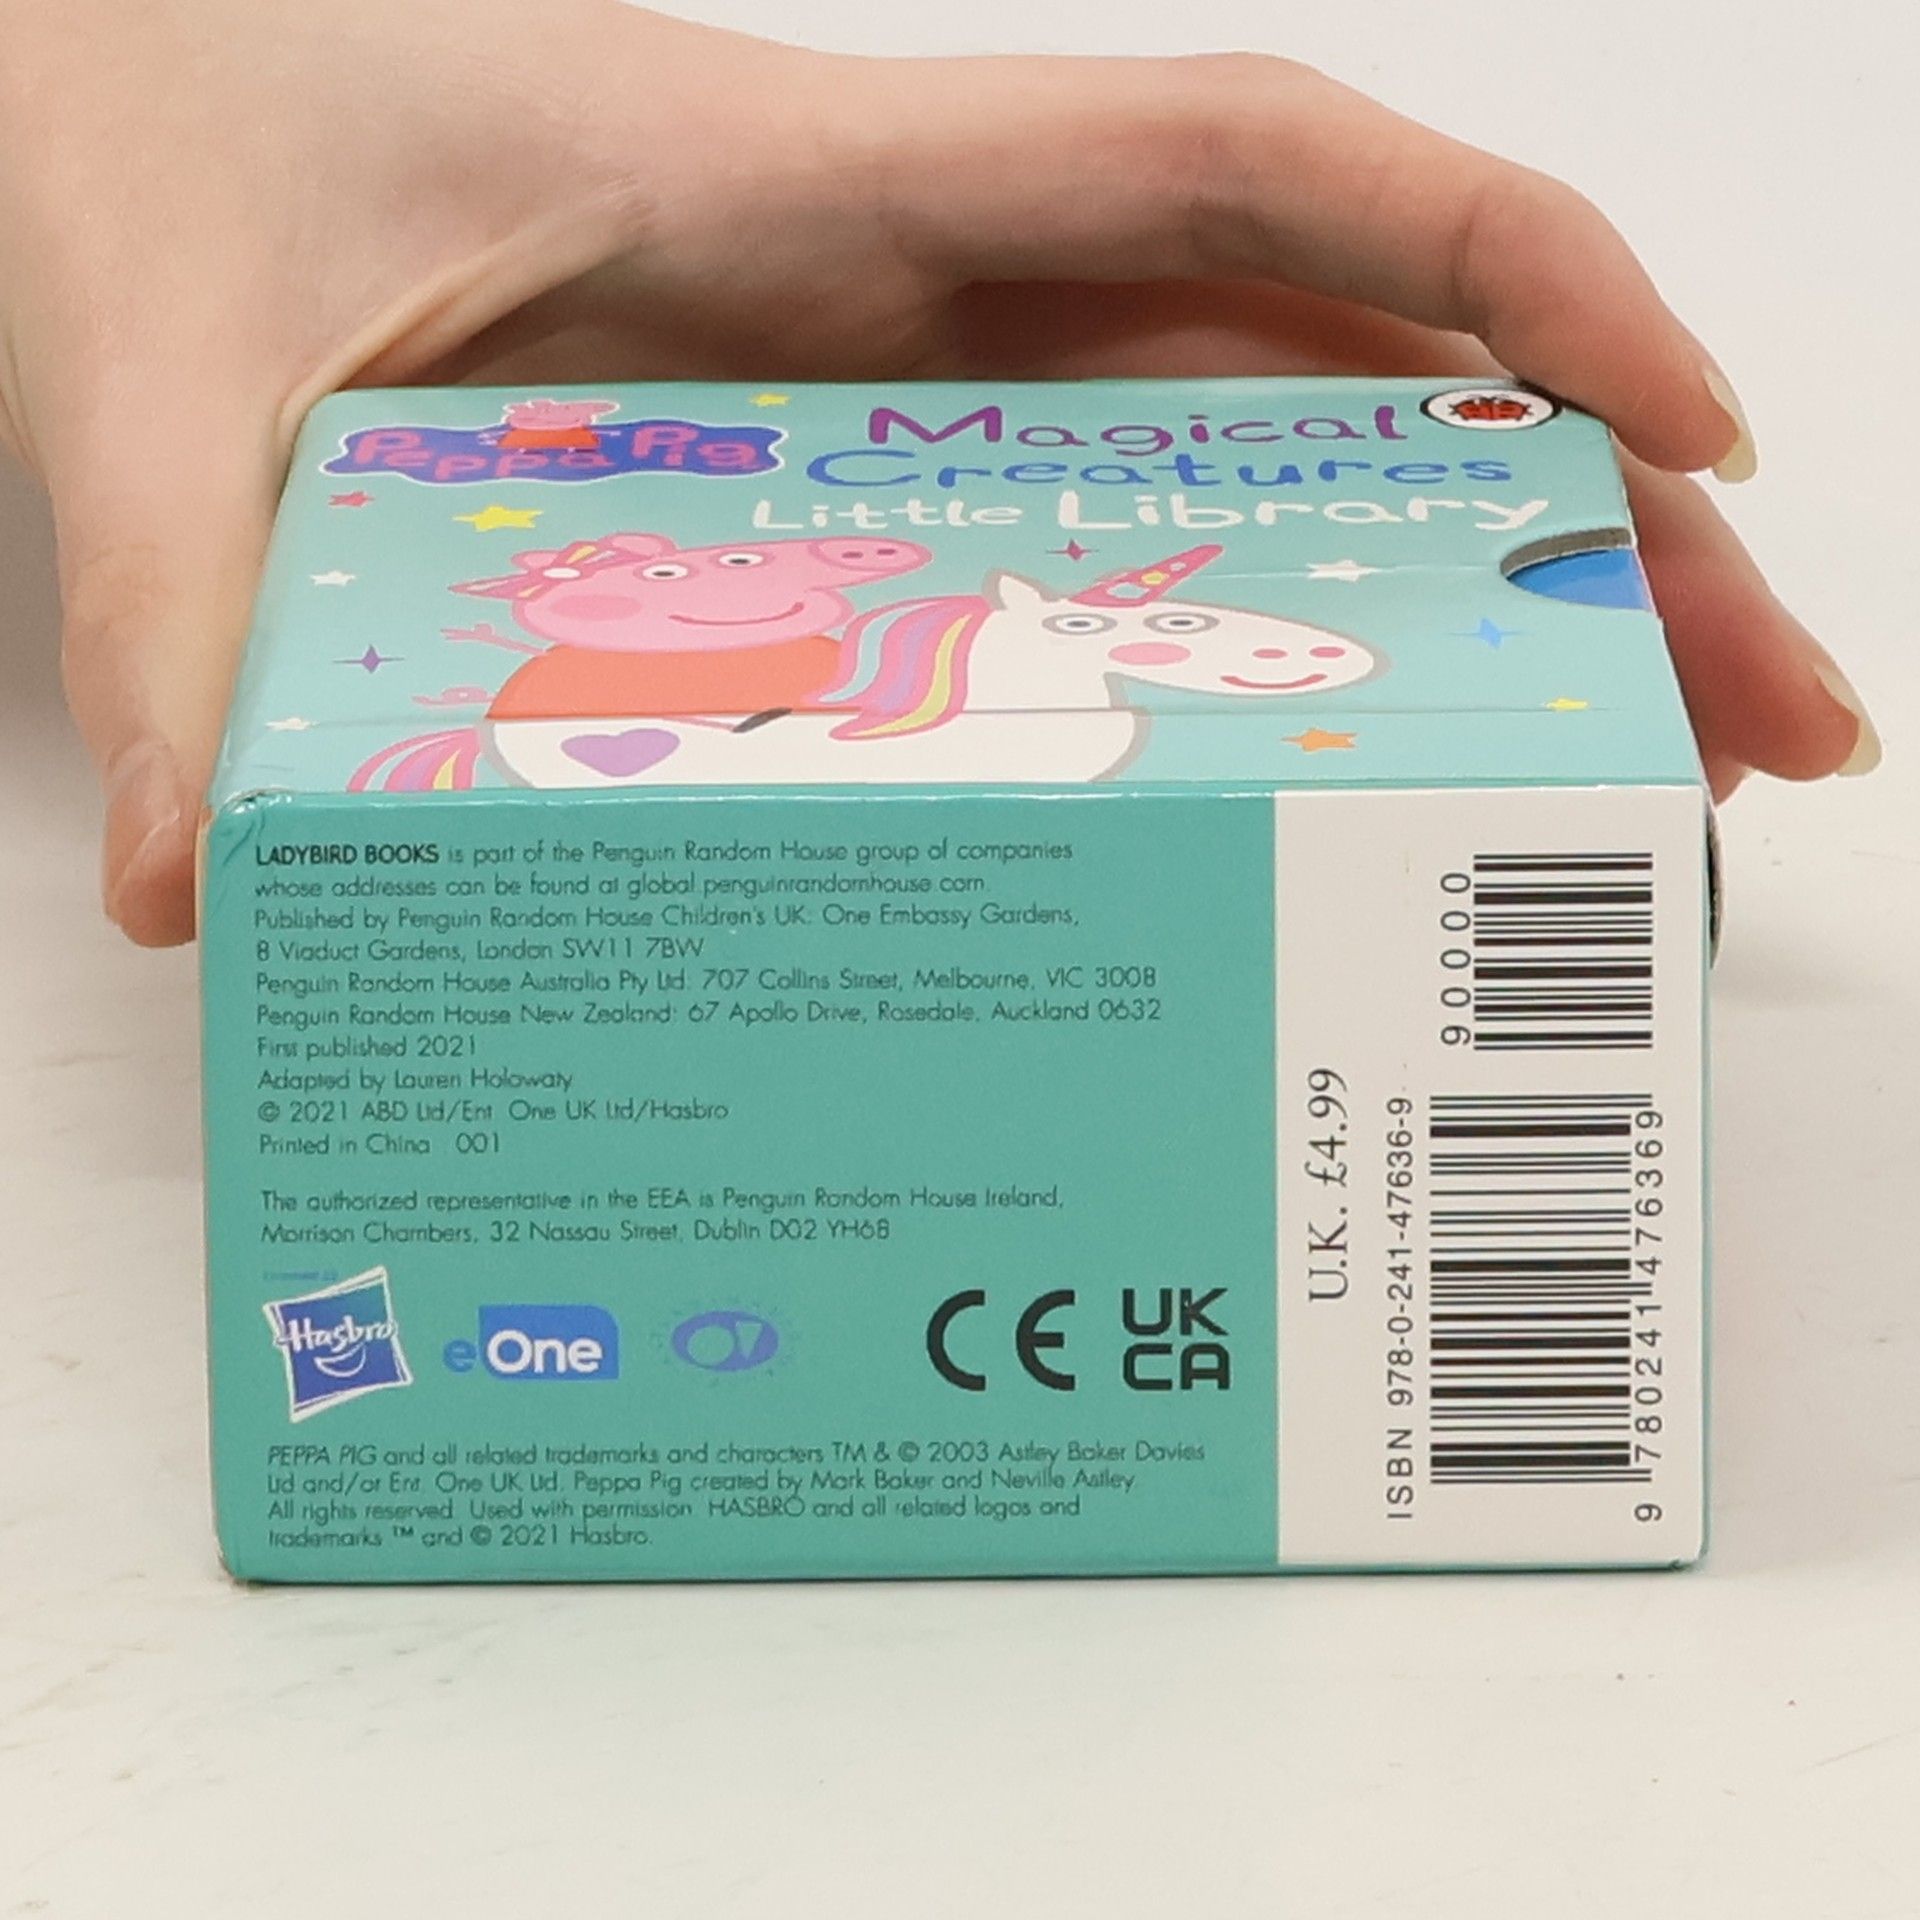 Peppa Pig
Magical
Creatures
Little Library
LADYBIRD BOOKS is part of the Penguin Random House group of companies
whose addresses can be found at global.penguinrandomhouse.com.
Published by Penguin Random House Children's UK: One Embassy Gardens,
8 Viaduct Gardens, London SW11 7BW
Penguin Random House Australia Pty Ltd: 707 Collins Street, Melbourne, VIC 3008
Penguin Random House New Zealand: 67 Apollo Drive, Rosedale, Auckland 0632
First published 2021
Adapted by Lauren Holowaty
© 2021 ABD Ltd/Ent. One UK Ltd/Hasbro
Printed in China 001
The authorized representative in the EEA is Penguin Random House Ireland,
Morrison Chambers, 32 Nassau Street, Dublin D02 YH68
Hasbro
eOne
CE
UK
CA
PEPPA PIG and all related trademarks and characters TM & © 2003 Astley Baker Davies
Ltd and/or Ent. One UK Ltd. Peppa Pig created by Mark Baker and Neville Astley.
All rights reserved. Used with permission. HASBRO and all related logos and
trademarks ™ and © 2021 Hasbro.
U.K. £4.99
ISBN 978-0-241-47636-9
90000
9 780241 476369